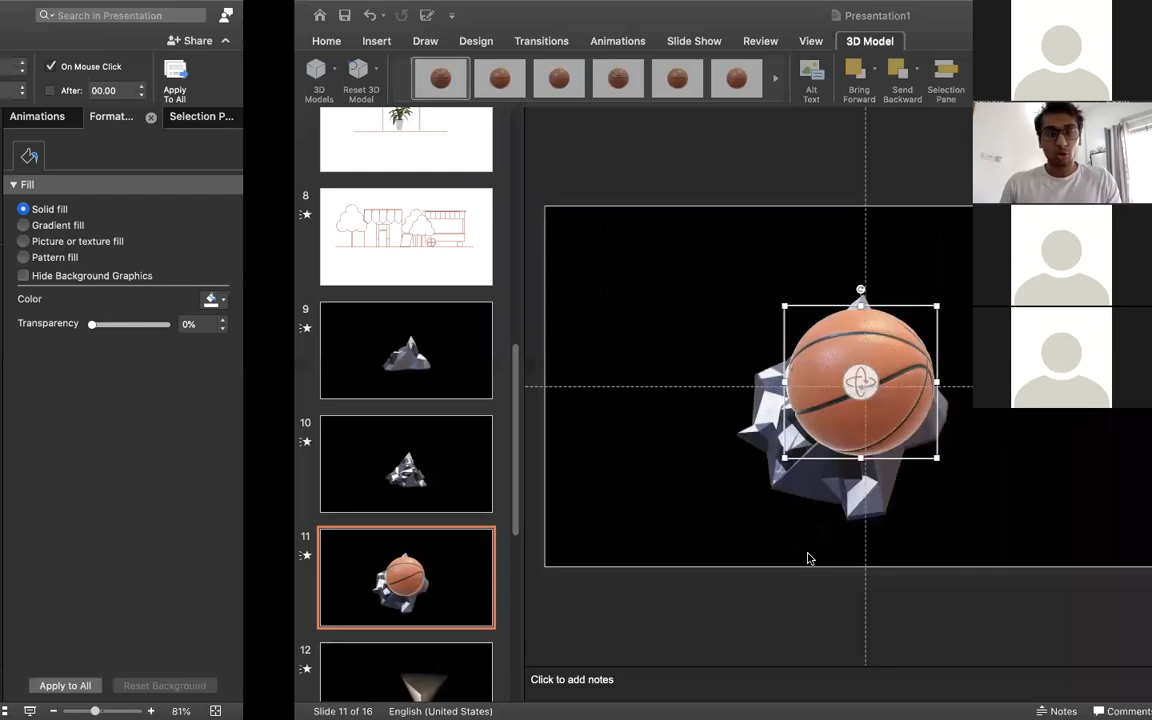 Search in Presentation
Share
On Mouse Click
After: 00.00
Apply
To All
Animations
Format...
Selection P...
Fill
Solid fill
Gradient fill
Picture or texture fill
Pattern fill
Hide Background Graphics
Color
Transparency
0%
Apply to All
Reset Background
81%
Presentation1
Home
Insert
Draw
Design
Transitions
Animations
Slide Show
Review
View
3D Model
3D
Models
Reset 3D
Model
Alt
Text
Bring
Forward
Send
Backward
Selection
Pane
8
9
10
11
12
Click to add notes
Slide 11 of 16
English (United States)
Notes
Comment